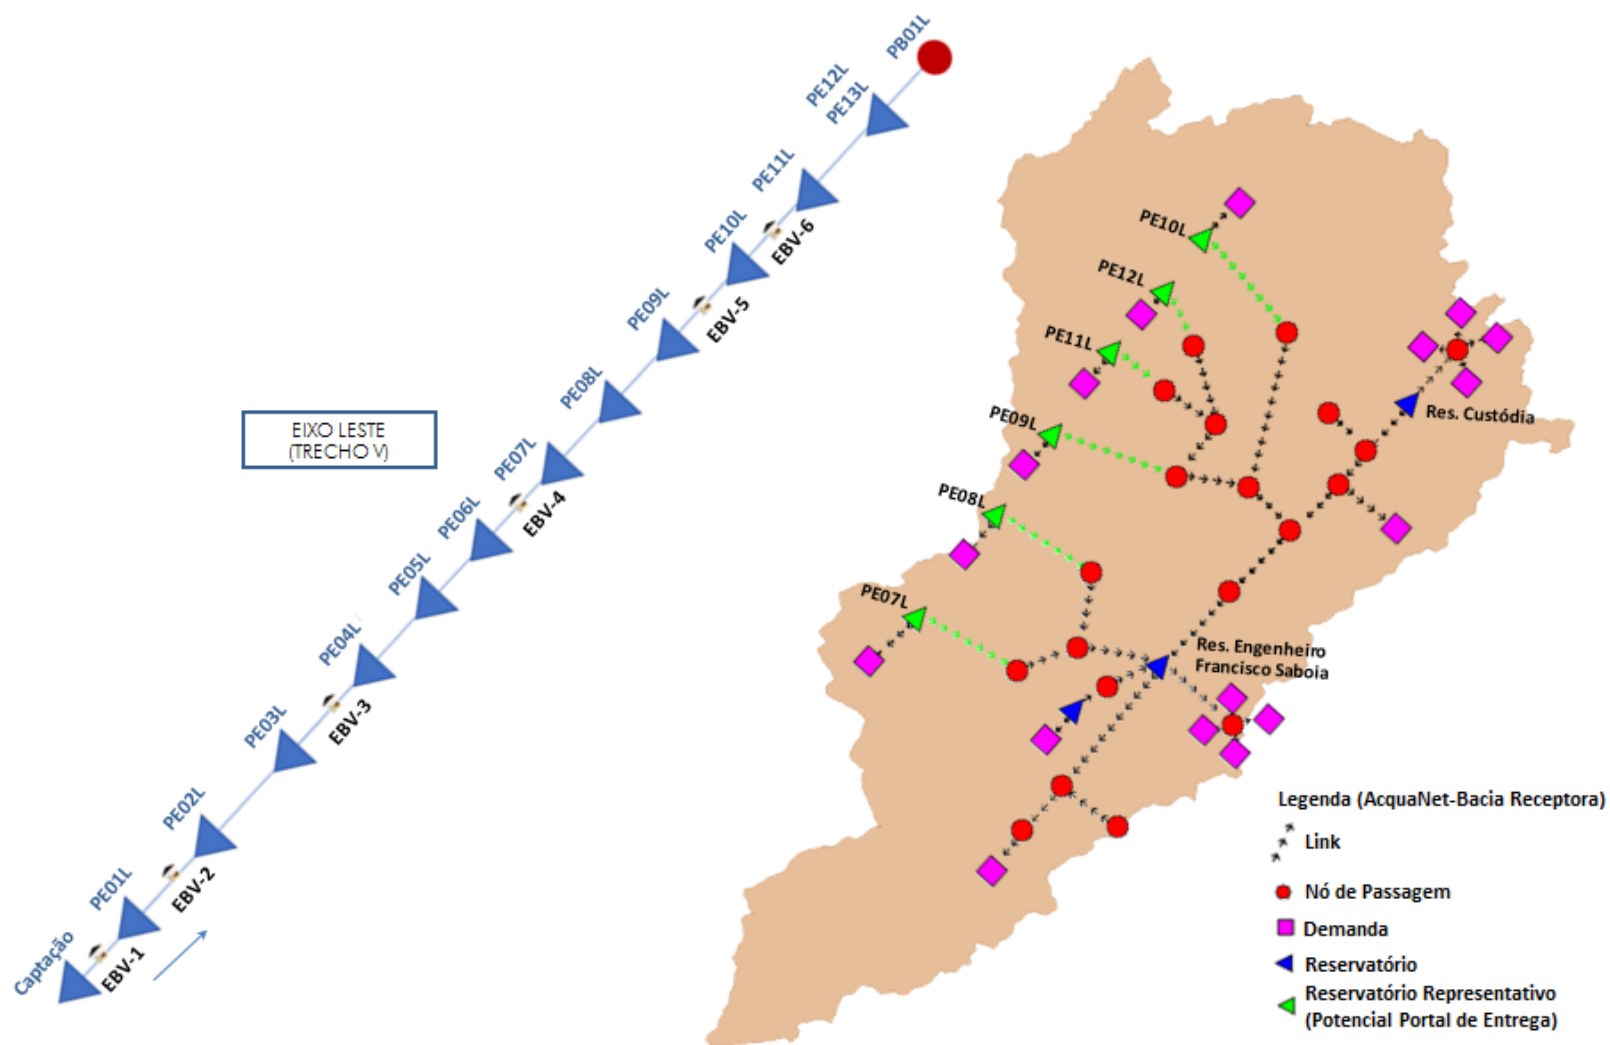 PB01L
PE12L
PE13L
PE11L
PE10L
EBV-6
PE09L
EBV-5
PE08L
PE07L
EBV-4
PE06L
PE05L
PE04L
EBV-3
PE03L
PE02L
EBV-2
PE01L
EBV-1
Captação
EIXO LESTE
(TRECHO V)
PE10L
PE12L
PE11L
PE09L
PE08L
PE07L
Res. Custódia
Res. Engenheiro
Francisco Saboia
Legenda (AcquaNet-Bacia Receptora)
Link
Nó de Passagem
Demanda
Reservatório
Reservatório Representativo
(Potencial Portal de Entrega)